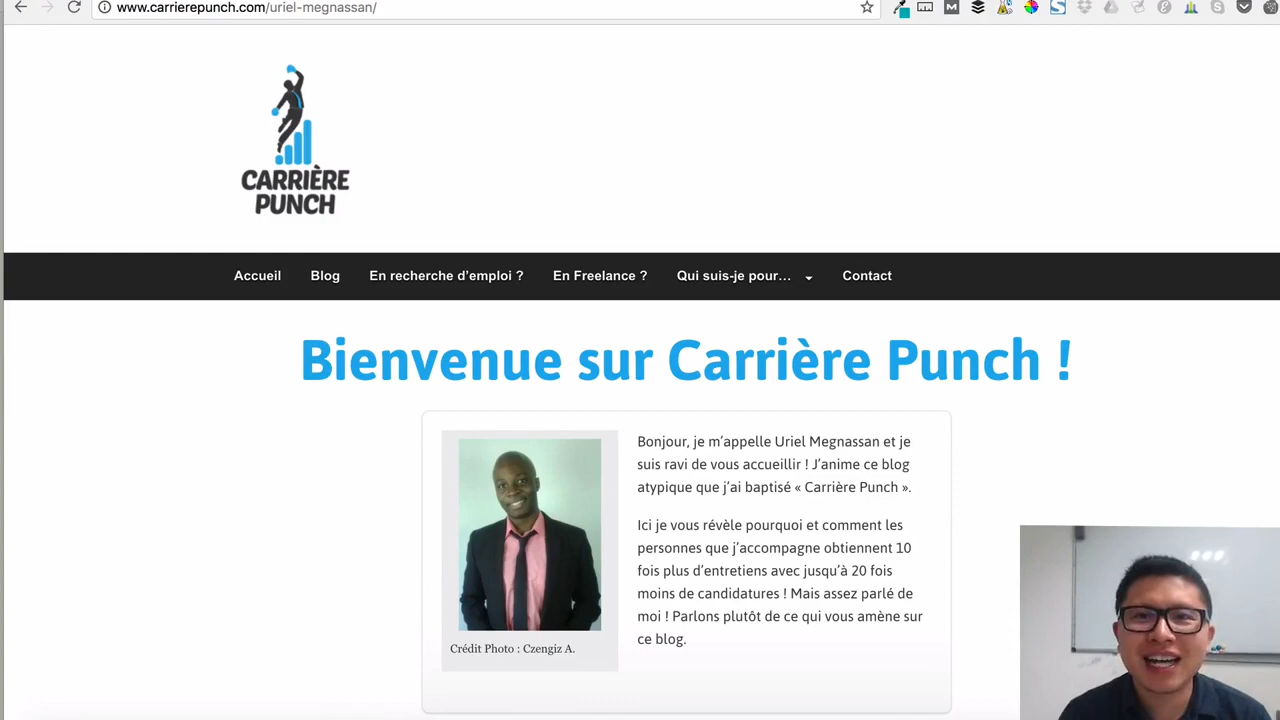 www.carrierepunch.com/uriel-megnassan/
CARRIÈRE
PUNCH
Accueil Blog En recherche d'emploi ? En Freelance ? Qui suis-je pour… Contact
Bienvenue sur Carrière Punch !
Bonjour, je m'appelle Uriel Megnassan et je
suis ravi de vous accueillir ! J'anime ce blog
atypique que j'ai baptisé « Carrière Punch ».
Ici je vous révèle pourquoi et comment les
personnes que j'accompagne obtiennent 10
fois plus d'entretiens avec jusqu'à 20 fois
moins de candidatures ! Mais assez parlé de
moi ! Parlons plutôt de ce qui vous amène sur
ce blog.
Crédit Photo : Czengiz A.